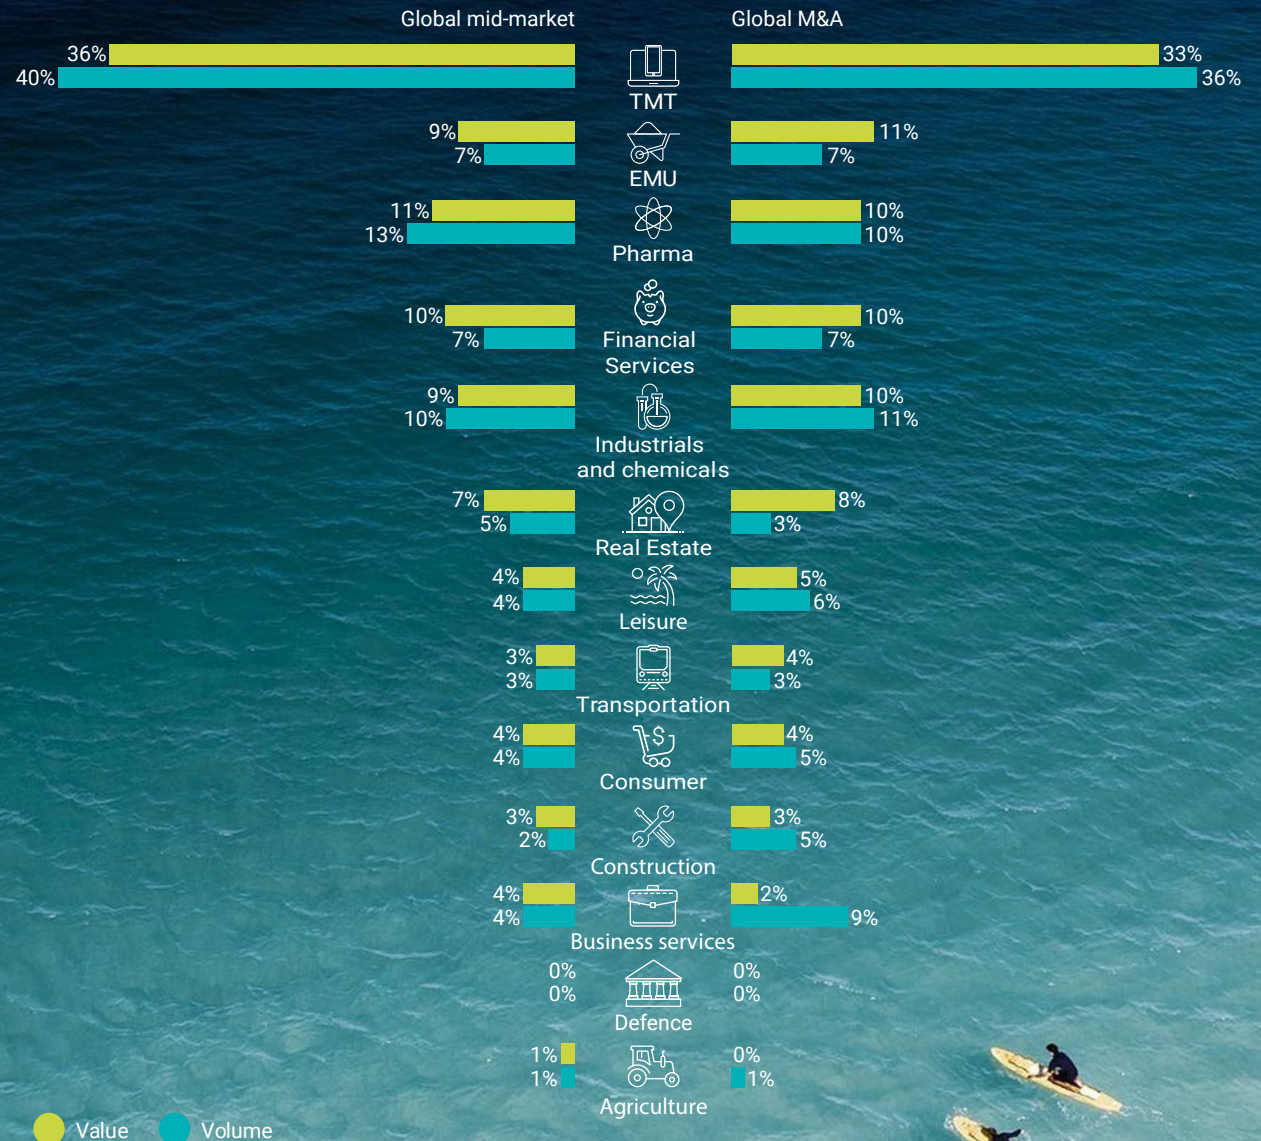 Global mid-market
Global M&A
36%
40%
TMT
33%
36%
9%
7%
EMU
11%
7%
11%
13%
Pharma
10%
10%
10%
7%
Financial
Services
10%
7%
9%
10%
Industrials
and chemicals
10%
11%
7%
5%
Real Estate
8%
3%
4%
4%
Leisure
5%
6%
3%
3%
Transportation
4%
3%
4%
4%
$
Consumer
4%
5%
3%
2%
Construction
3%
5%
4%
4%
Business services
2%
9%
0%
0%
Defence
0%
0%
1%
1%
Agriculture
0%
1%
Value
Volume